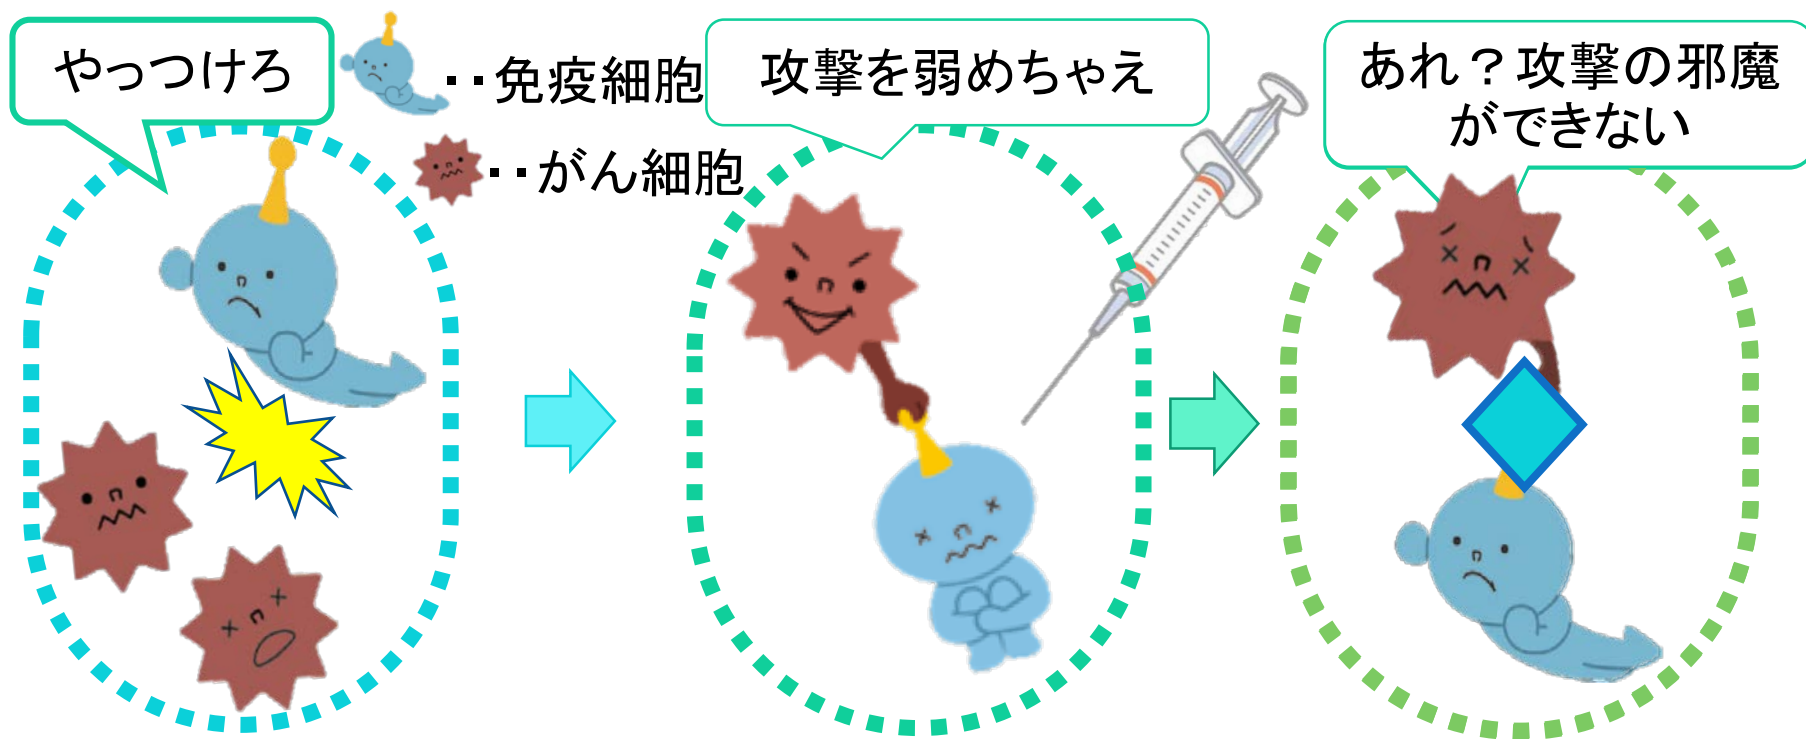 やっつけろ
‥免疫細胞
‥がん細胞
攻撃を弱めちゃえ
あれ？攻撃の邪魔
ができない